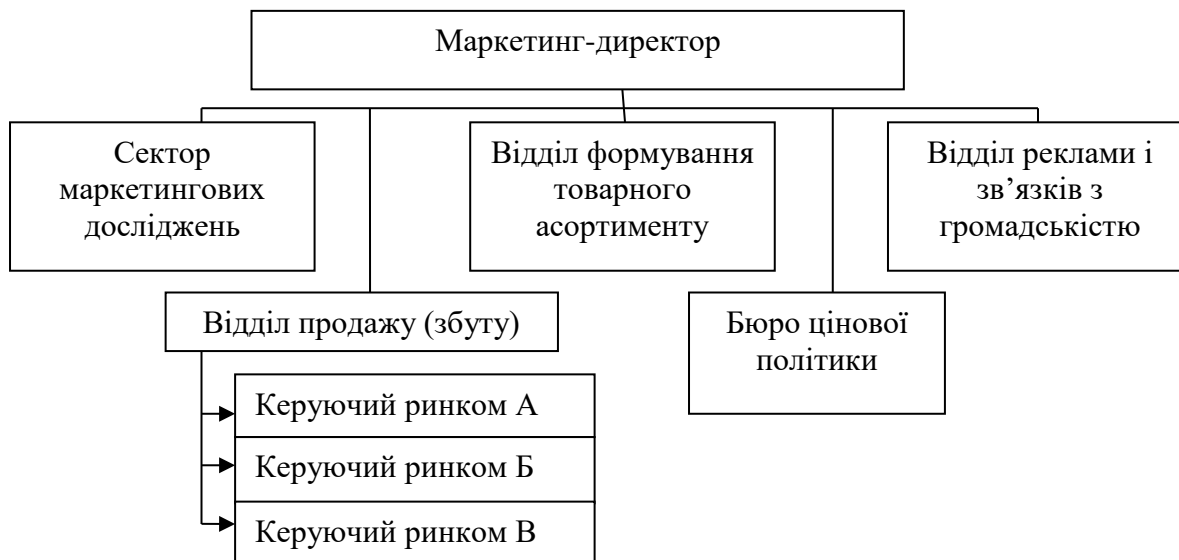 Маркетинг-директор
Сектор
маркетингових
досліджень
Відділ формування
товарного
асортименту
Відділ реклами і
зв’язків з
громадськістю
Відділ продажу (збуту)
Бюро цінової
політики
Керуючий ринком А
Керуючий ринком Б
Керуючий ринком В